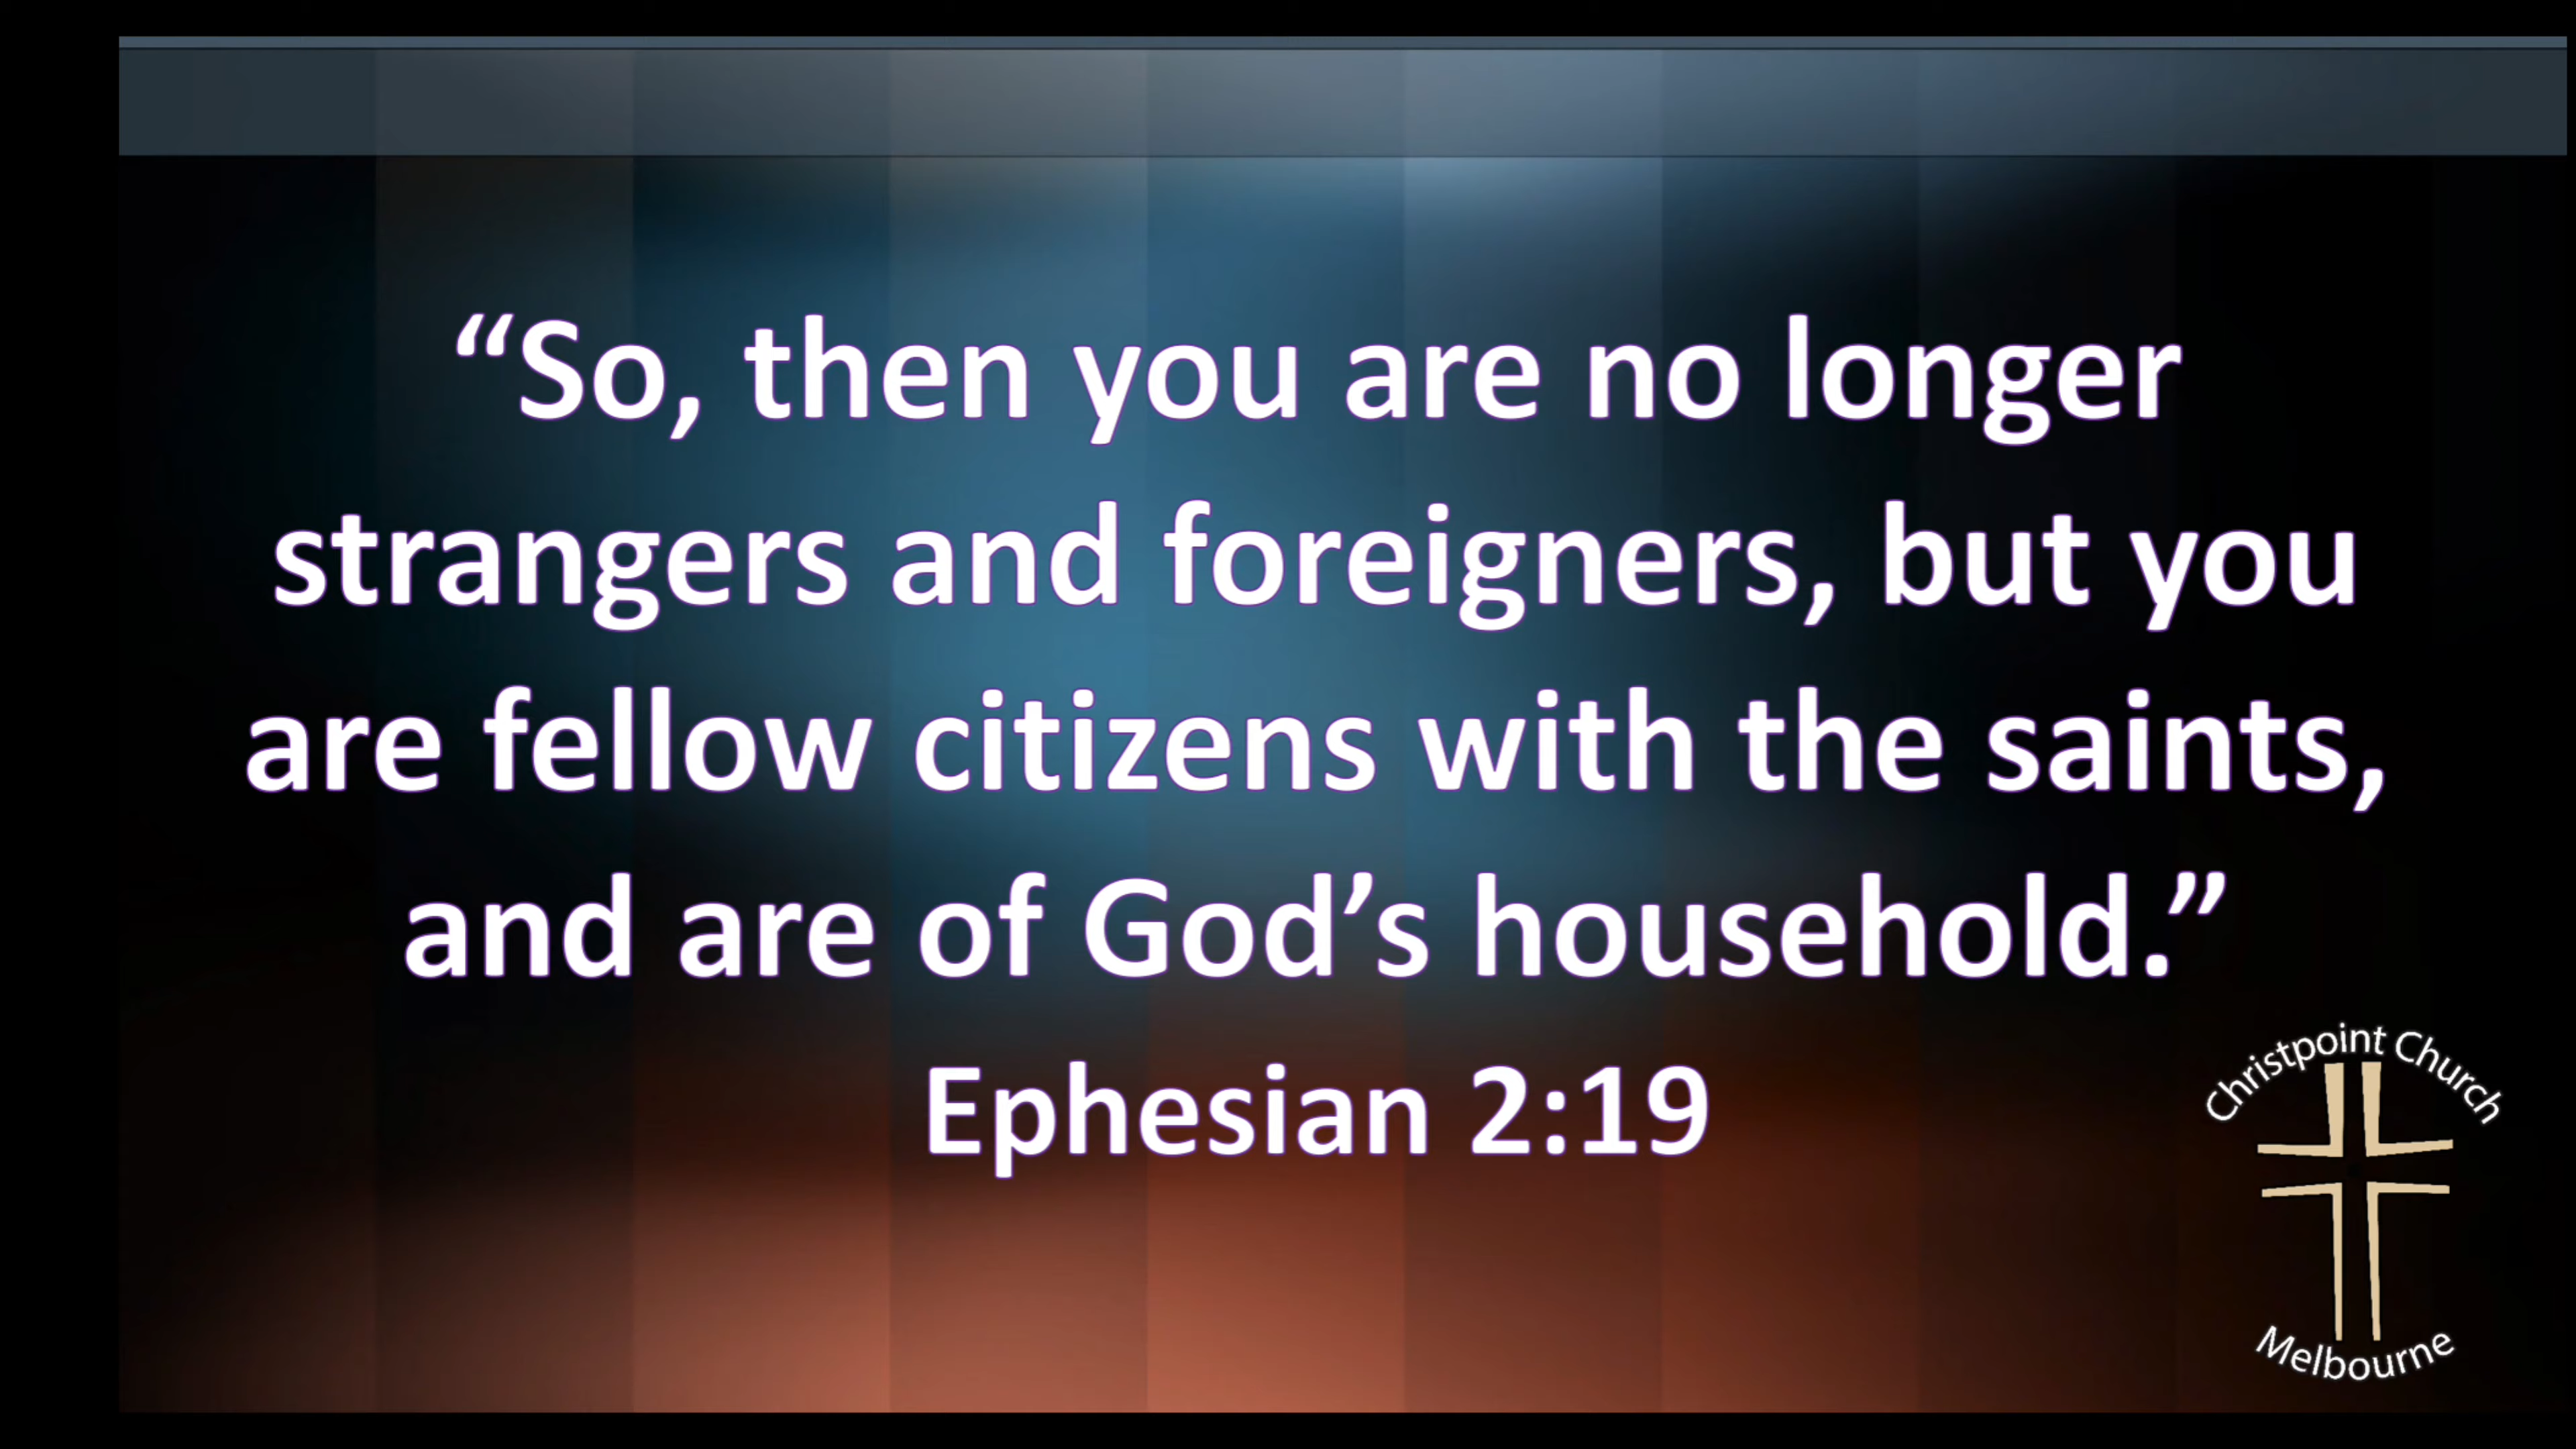 “So, then you are no longer
strangers and foreigners, but you
are fellow citizens with the saints,
and are of God’s household.”
Ephesian 2:19
Christpoint Church
Melbourne